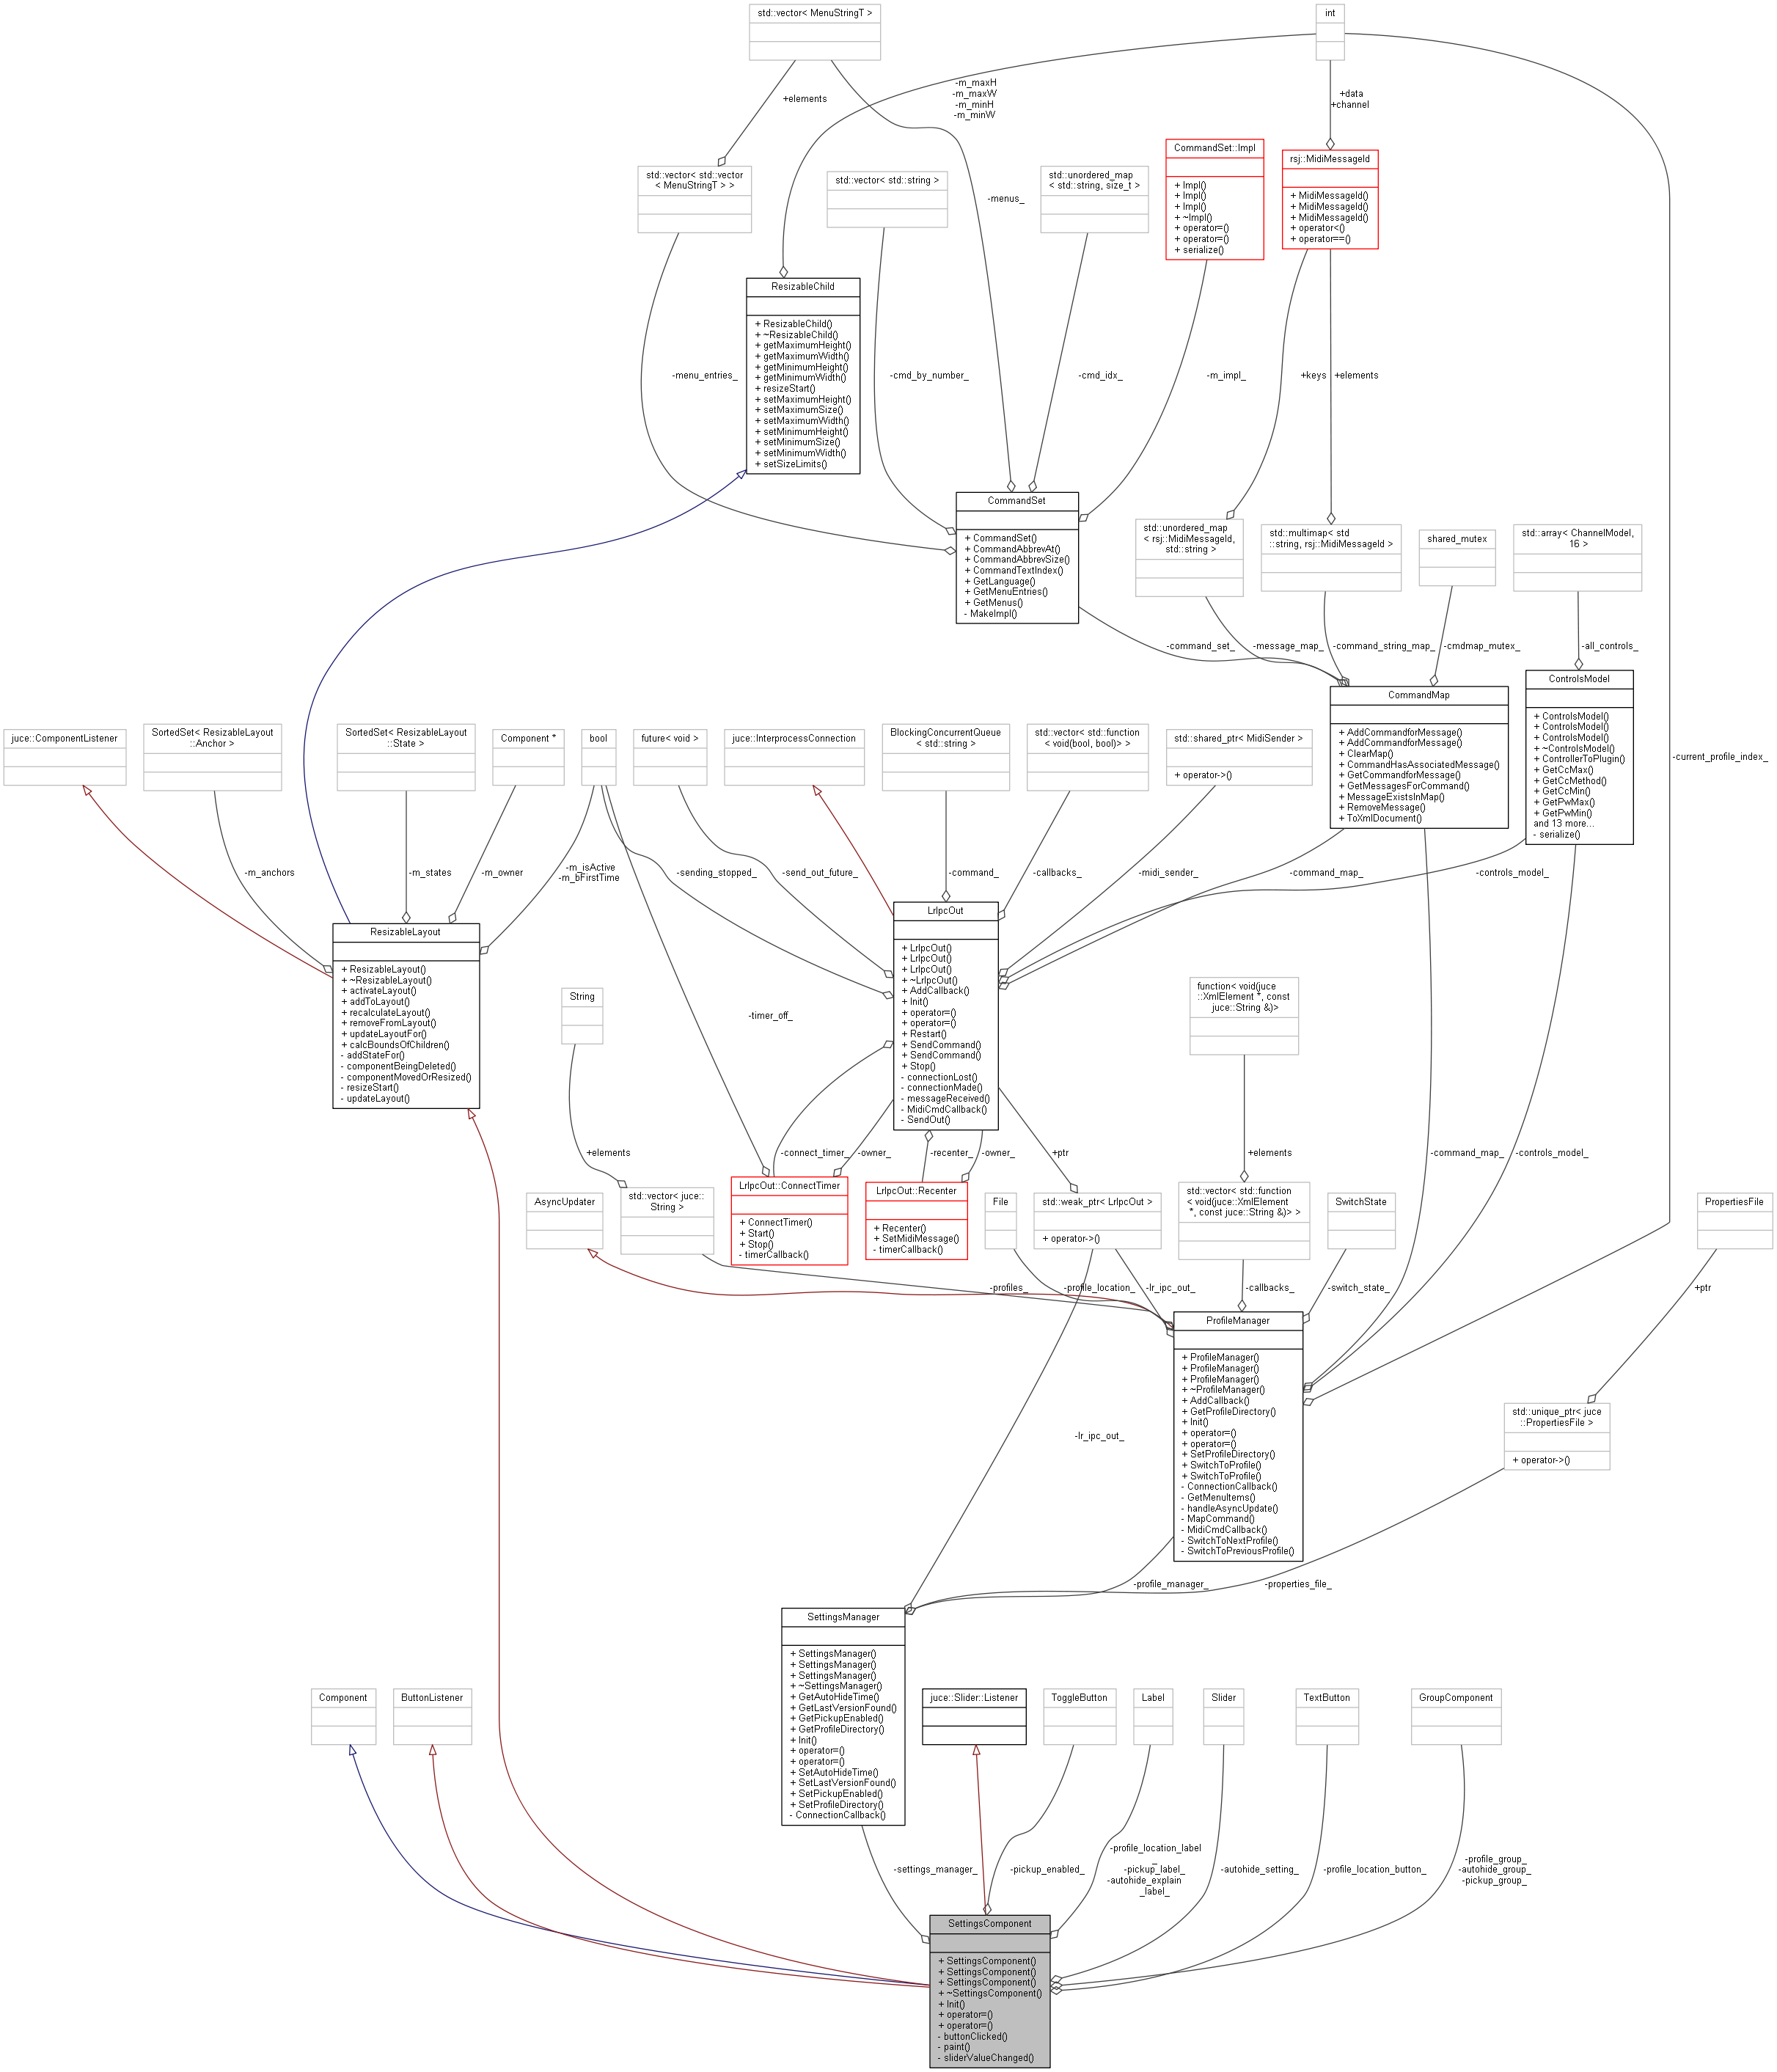 std::vector< MenuStringT >
int
-m_maxH
-m_maxW
-m_minH
-m_minW
+elements
+data
+channel
std::vector< std::vector
< MenuStringT > >
std::vector< std::string >
-menus_
std::unordered_map
< std::string, size_t >
CommandSet::Impl
+ Impl()
+ Impl()
+ Impl()
+ ~Impl()
+ operator=()
+ operator=()
+ serialize()
rsj::MidiMessageId
+ MidiMessageId()
+ MidiMessageId()
+ MidiMessageId()
+ operator<()
+ operator==()
ResizableChild
+ ResizableChild()
+ ~ResizableChild()
+ getMaximumHeight()
+ getMaximumWidth()
+ getMinimumHeight()
+ getMinimumWidth()
+ resizeStart()
+ setMaximumHeight()
+ setMaximumSize()
+ setMaximumWidth()
+ setMinimumHeight()
+ setMinimumSize()
+ setMinimumWidth()
+ setSizeLimits()
-menu_entries_
-cmd_by_number_
-cmd_idx_
-m_impl_
+keys
+elements
CommandSet
+ CommandSet()
+ CommandAbbrevAt()
+ CommandAbbrevSize()
+ CommandTextIndex()
+ GetLanguage()
+ GetMenuEntries()
+ GetMenus()
- MakeImpl()
std::unordered_map
< rsj::MidiMessageId,
std::string >
std::multimap< std
::string, rsj::MidiMessageId >
shared_mutex
std::array< ChannelModel,
16 >
-command_set_
-message_map_
-command_string_map_
-cmdmap_mutex_
-all_controls_
CommandMap
+ AddCommandforMessage()
+ AddCommandforMessage()
+ ClearMap()
+ CommandHasAssociatedMessage()
+ GetCommandforMessage()
+ GetMessagesForCommand()
+ MessageExistsInMap()
+ RemoveMessage()
+ ToXmlDocument()
ControlsModel
+ ControlsModel()
+ ControlsModel()
+ ControlsModel()
+ ~ControlsModel()
+ ControllerToPlugin()
+ GetCcMax()
+ GetCcMethod()
+ GetCcMin()
+ GetPwMax()
+ GetPwMin()
and 13 more...
- serialize()
-current_profile_index_
juce::ComponentListener
SortedSet< ResizableLayout
::Anchor >
SortedSet< ResizableLayout
::State >
Component *
bool
future< void >
juce::InterprocessConnection
BlockingConcurrentQueue
< std::string >
std::vector< std::function
< void(bool, bool)> >
std::shared_ptr< MidiSender >
+ operator->()
-m_anchors
-m_states
-m_owner
-m_isActive
-m_bFirstTime
-sending_stopped_
-send_out_future_
-command_
-callbacks_
-midi_sender_
-command_map_
-controls_model_
ResizableLayout
+ ResizableLayout()
+ ~ResizableLayout()
+ activateLayout()
+ addToLayout()
+ recalculateLayout()
+ removeFromLayout()
+ updateLayoutFor()
+ calcBoundsOfChildren()
- addStateFor()
- componentBeingDeleted()
- componentMovedOrResized()
- resizeStart()
- updateLayout()
LrIpcOut
+ LrIpcOut()
+ LrIpcOut()
+ LrIpcOut()
+ ~LrIpcOut()
+ AddCallback()
+ Init()
+ operator=()
+ operator=()
+ Restart()
+ SendCommand()
+ SendCommand()
+ Stop()
- connectionLost()
- connectionMade()
- messageReceived()
- MidiCmdCallback()
- SendOut()
String
-timer_off_
function< void(juce
::XmlElement *, const
juce::String &)>
+elements
-connect_timer_
-owner_
-recenter_
-owner_
+ptr
+elements
-command_map_
-controls_model_
AsyncUpdater
std::vector< juce::
String >
LrIpcOut::ConnectTimer
+ ConnectTimer()
+ Start()
+ Stop()
- timerCallback()
LrIpcOut::Recenter
+ Recenter()
+ SetMidiMessage()
- timerCallback()
File
std::weak_ptr< LrIpcOut >
+ operator->()
std::vector< std::function
< void(juce::XmlElement
*, const juce::String &)> >
SwitchState
PropertiesFile
-profiles_
-profile_location_
-lr_ipc_out_
-callbacks_
-switch_state_
+ptr
ProfileManager
+ ProfileManager()
+ ProfileManager()
+ ProfileManager()
+ ~ProfileManager()
+ AddCallback()
+ GetProfileDirectory()
+ Init()
+ operator=()
+ operator=()
+ SetProfileDirectory()
+ SwitchToProfile()
+ SwitchToProfile()
- ConnectionCallback()
- GetMenuItems()
- handleAsyncUpdate()
- MapCommand()
- MidiCmdCallback()
- SwitchToNextProfile()
- SwitchToPreviousProfile()
-lr_ipc_out_
std::unique_ptr< juce
::PropertiesFile >
+ operator->()
-profile_manager_
-properties_file_
SettingsManager
+ SettingsManager()
+ SettingsManager()
+ SettingsManager()
+ ~SettingsManager()
+ GetAutoHideTime()
+ GetLastVersionFound()
+ GetPickupEnabled()
+ GetProfileDirectory()
+ Init()
+ operator=()
+ operator=()
+ SetAutoHideTime()
+ SetLastVersionFound()
+ SetPickupEnabled()
+ SetProfileDirectory()
- ConnectionCallback()
Component
ButtonListener
juce::Slider::Listener
ToggleButton
Label
Slider
TextButton
GroupComponent
-settings_manager_
-pickup_enabled_
-profile_location_label
_
-pickup_label_
-autohide_explain
_label_
-autohide_setting_
-profile_location_button_
-profile_group_
-autohide_group_
-pickup_group_
SettingsComponent
+ SettingsComponent()
+ SettingsComponent()
+ SettingsComponent()
+ ~SettingsComponent()
+ Init()
+ operator=()
+ operator=()
- buttonClicked()
- paint()
- sliderValueChanged()